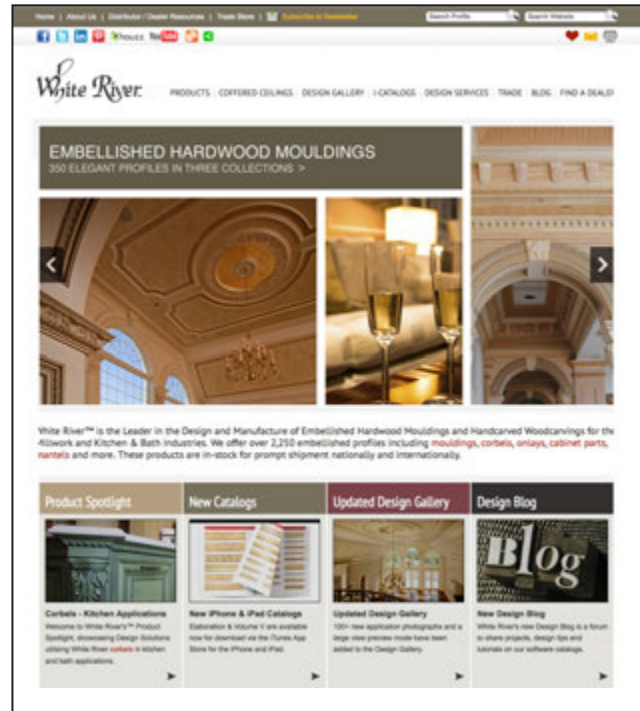 Home | About Us | Distributor / Dealer Resources | Trade Store | Subscribe to Newsletter
Search Profile
Search Website
houzz
You Tube
White River™
PRODUCTS | COFFERED CEILINGS | DESIGN GALLERY | I-CATALOGS | DESIGN SERVICES | TRADE | BLOG | FIND A DEALER
EMBELLISHED HARDWOOD MOULDINGS
350 ELEGANT PROFILES IN THREE COLLECTIONS >
White River™ is the Leader in the Design and Manufacture of Embellished Hardwood Mouldings and Handcarved Woodcarvings for the
Millwork and Kitchen & Bath Industries. We offer over 2,250 embellished profiles including mouldings, corbels, onlays, cabinet parts,
mantels and more. These products are in-stock for prompt shipment nationally and internationally.
Product Spotlight
Corbels - Kitchen Applications
Welcome to White River's™ Product
Spotlight, showcasing Design Solutions
utilizing White River corbels in kitchen
and bath applications.
New Catalogs
New iPhone & iPad Catalogs
Elaboration & Volume V are available
now for download via the iTunes App
Store for the iPhone and iPad.
Updated Design Gallery
Updated Design Gallery
100+ new application photographs and a
large view preview mode have been
added to the Design Gallery.
Design Blog
Blog
New Design Blog
White River's new Design Blog is a forum
to share projects, design tips and
tutorials on our software catalogs.